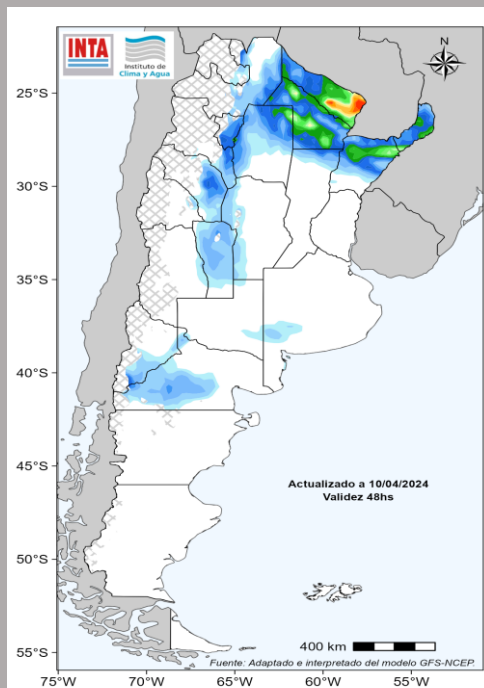 INTA
Instituto de
Clima y Agua
N
25°S
30°S
35°S
40°S
45°S
50°S
55°S
Actualizado a 10/04/2024
Validez 48hs
400 km
Fuente: Adaptado e interpretado del modelo GFS-NCEP.
75°W
70°W
65°W
60°W
55°W